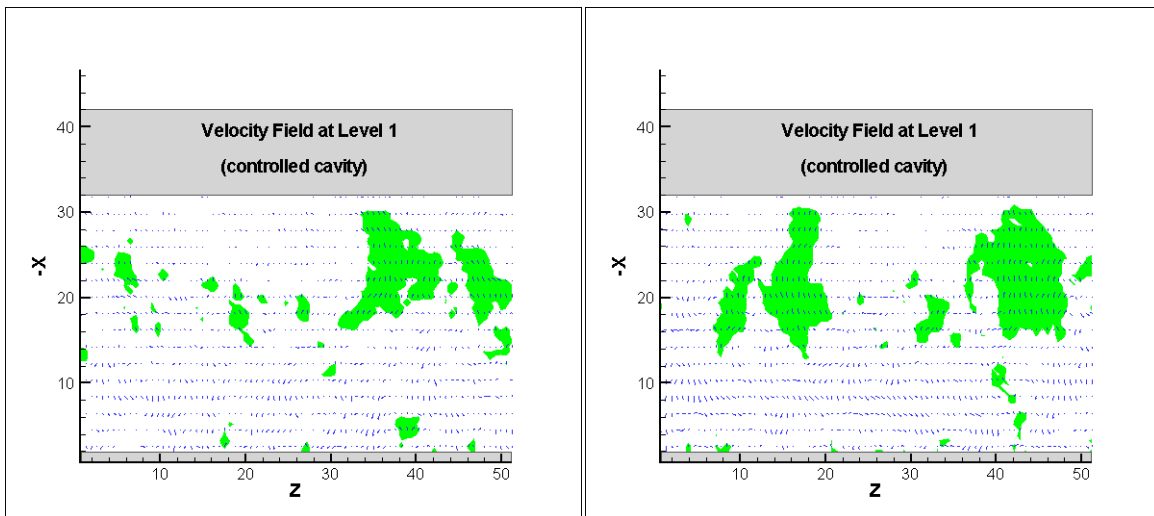 Velocity Field at Level 1
(controlled cavity)
40
30
20
10
-X
10 20 30 40 50
Z
Velocity Field at Level 1
(controlled cavity)
40
30
20
10
-X
10 20 30 40 50
Z